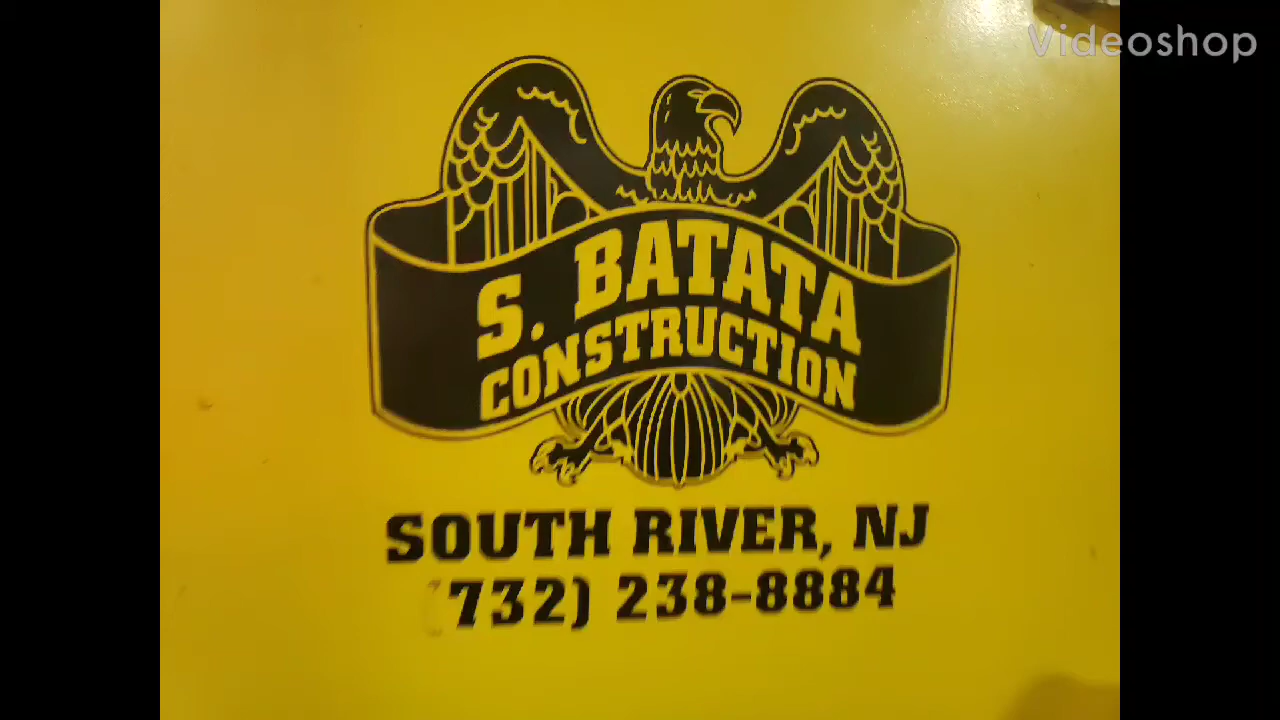 Videoshop
S. BATATA
CONSTRUCTION
SOUTH RIVER, NJ
(732) 238-8884